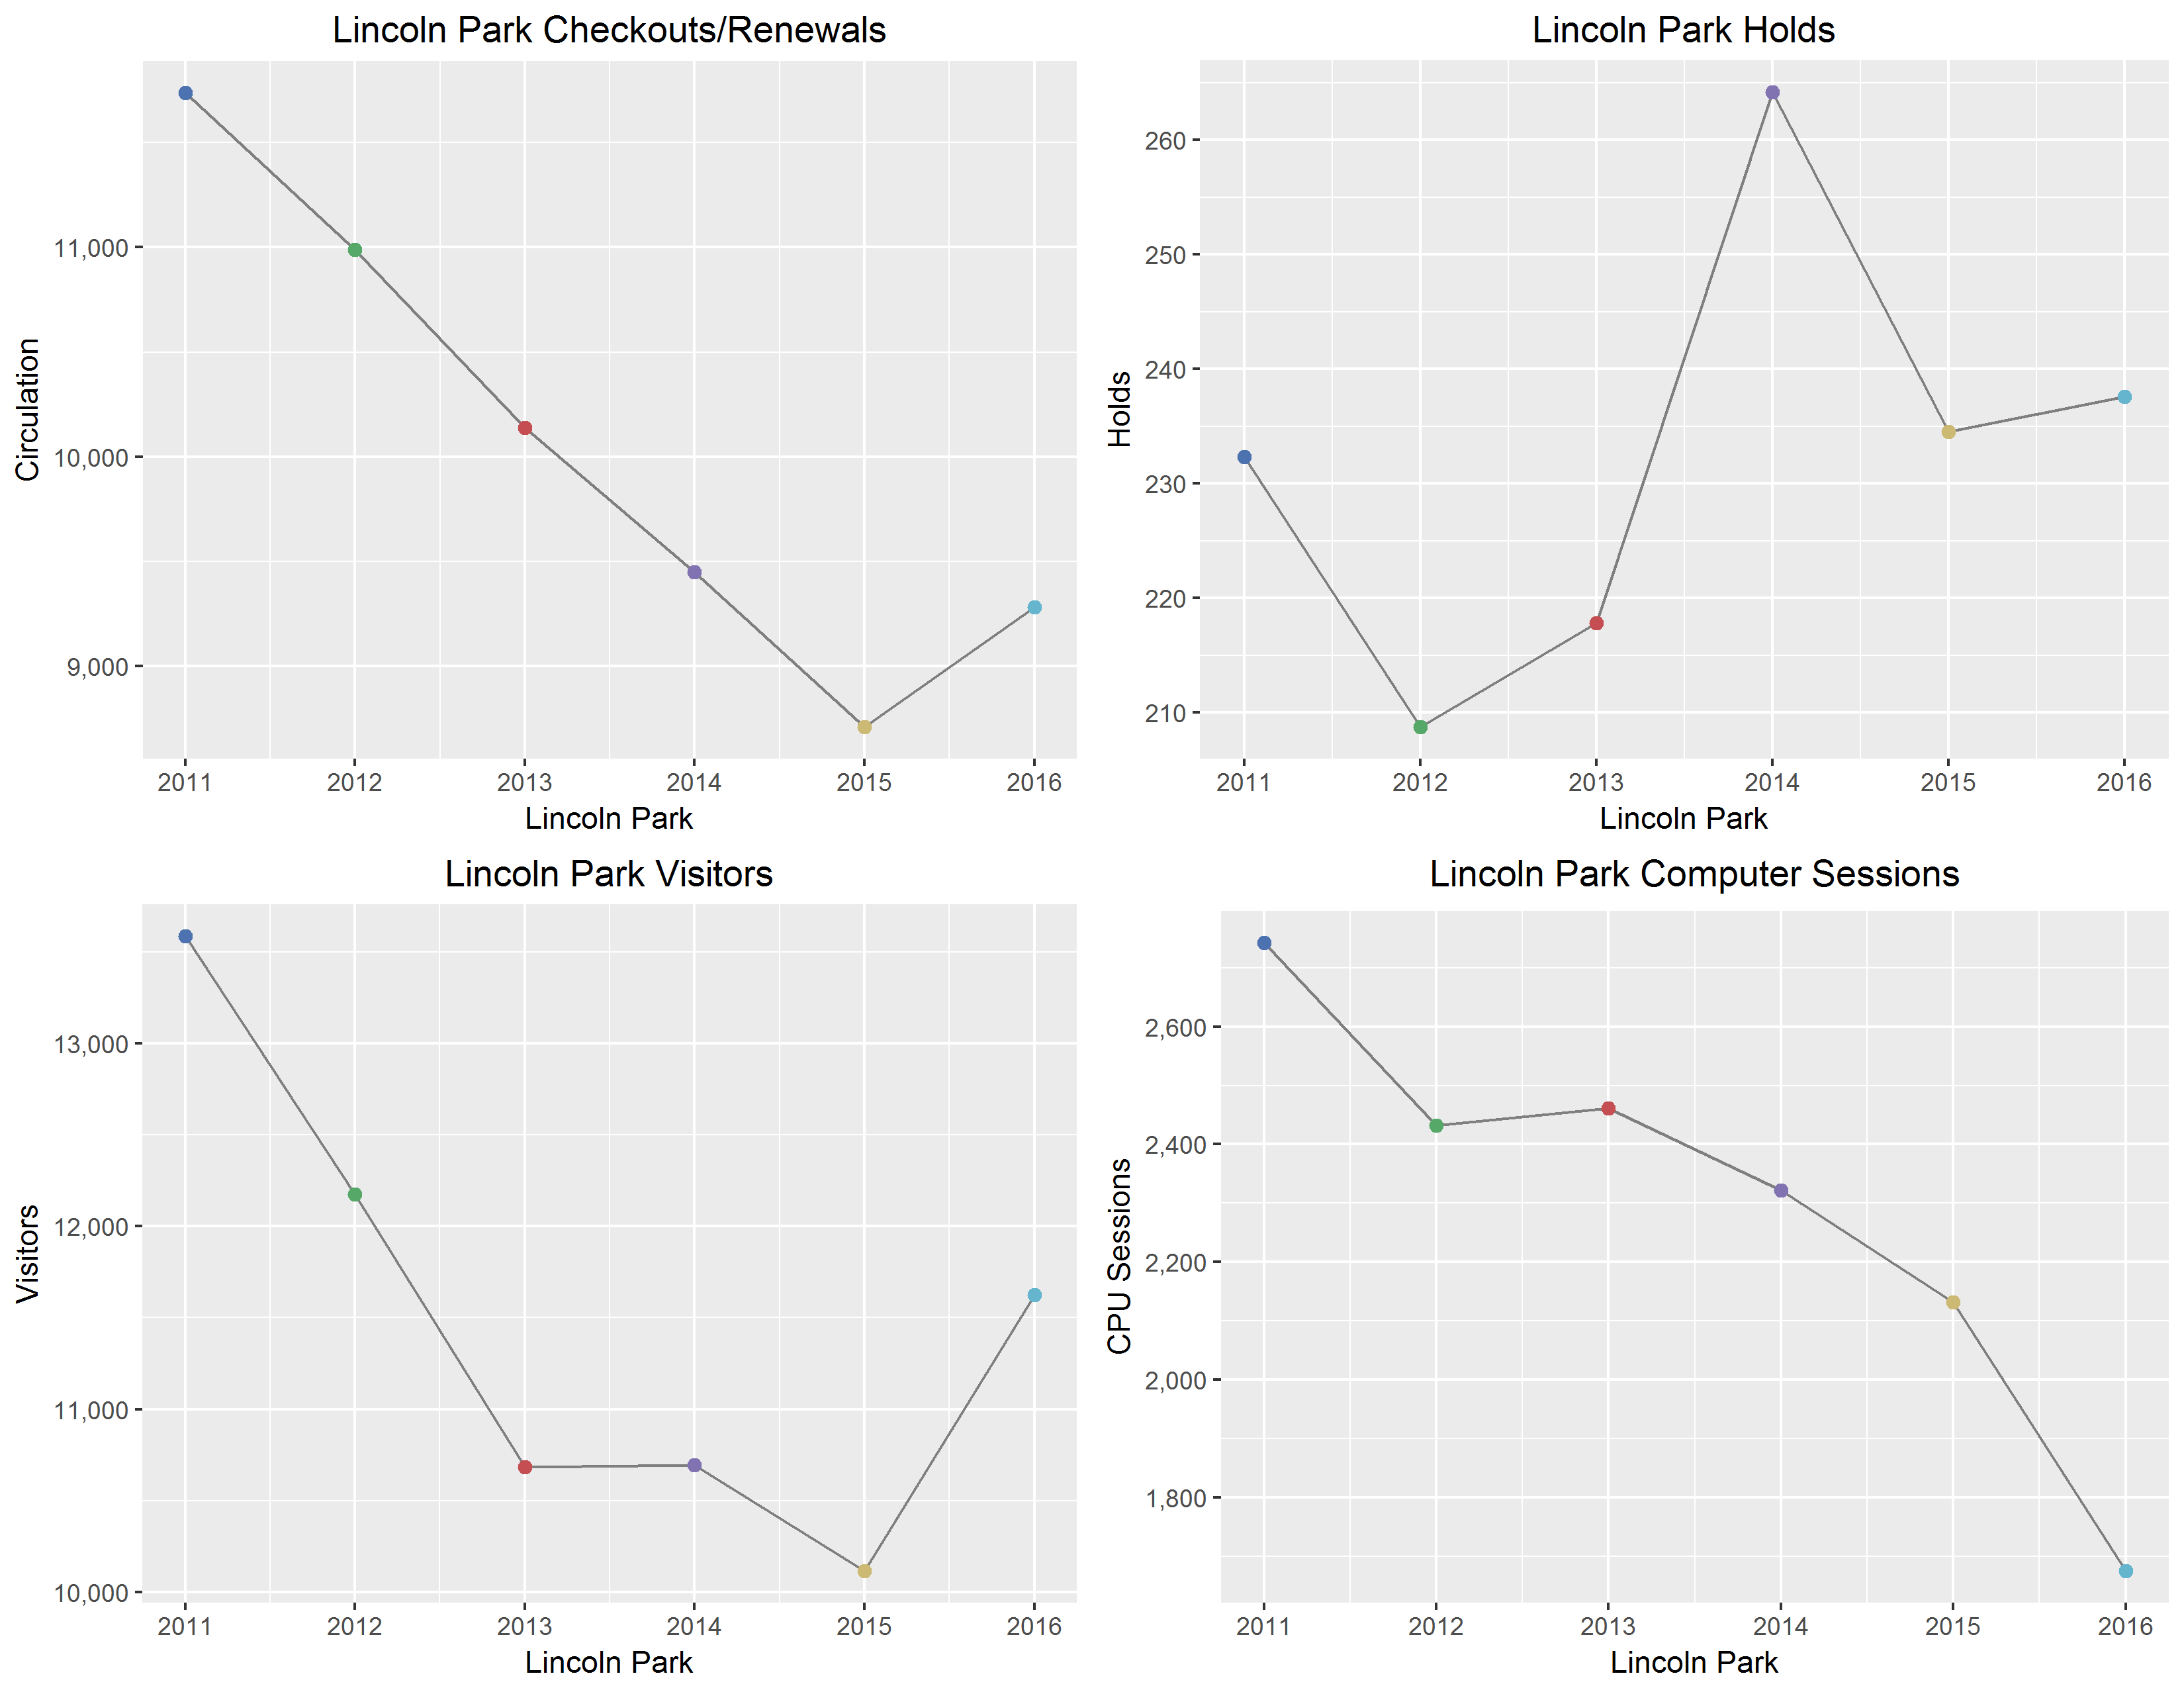 Lincoln Park Checkouts/Renewals
Circulation
11,000
10,000
9,000
2011 2012 2013 2014 2015 2016
Lincoln Park
Lincoln Park Holds
Holds
260
250
240
230
220
210
2011 2012 2013 2014 2015 2016
Lincoln Park
Lincoln Park Visitors
Visitors
13,000
12,000
11,000
10,000
2011 2012 2013 2014 2015 2016
Lincoln Park
Lincoln Park Computer Sessions
CPU Sessions
2,600
2,400
2,200
2,000
1,800
2011 2012 2013 2014 2015 2016
Lincoln Park